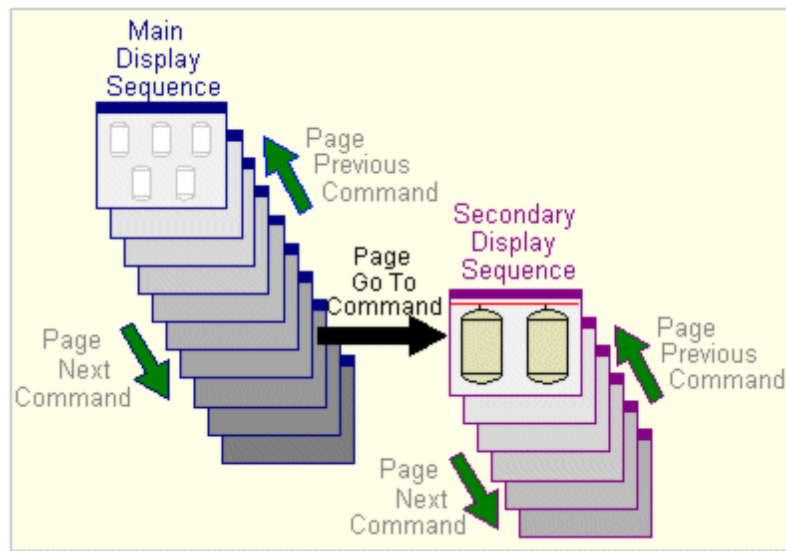 Main
Display
Sequence
Page
Previous
Command
Secondary
Display
Sequence
Page
Go To
Command
Page
Next
Command
Page
Previous
Command
Page
Next
Command